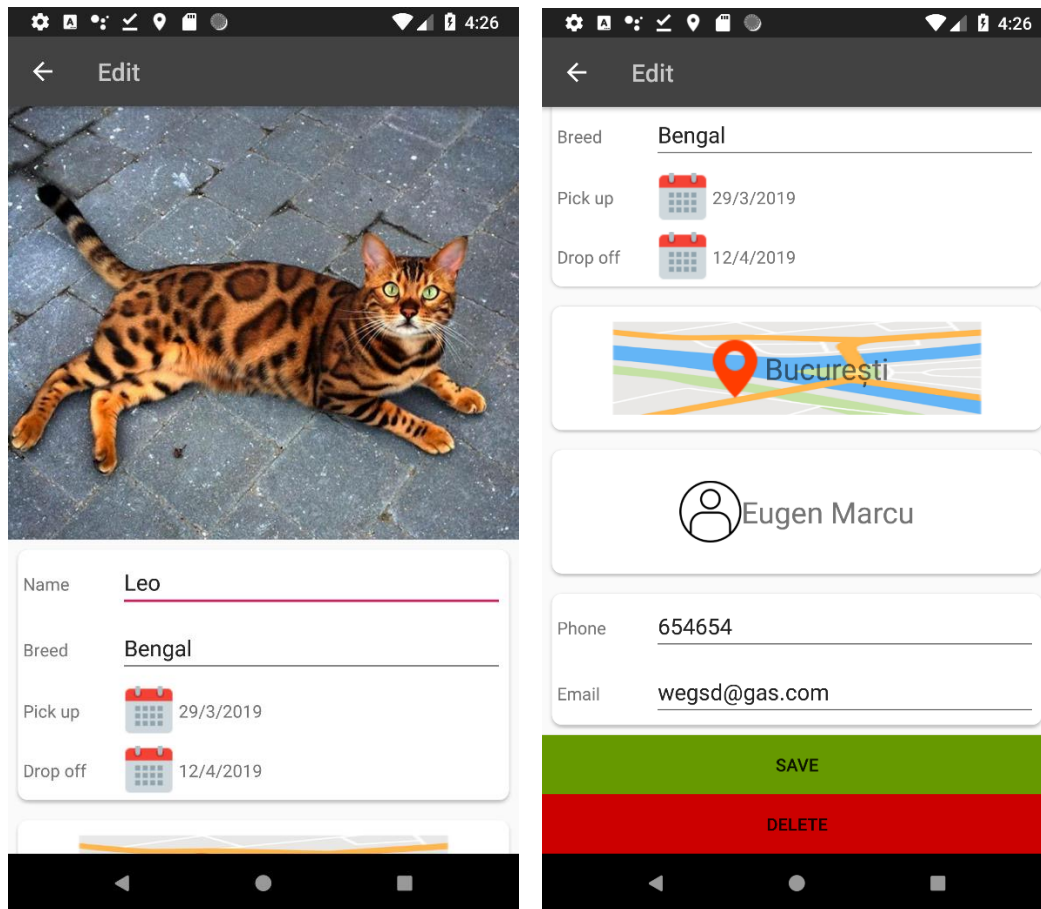 4:26
Edit
Name Leo
Breed Bengal
Pick up 29/3/2019
Drop off 12/4/2019
4:26
Edit
Breed Bengal
Pick up 29/3/2019
Drop off 12/4/2019
București
Eugen Marcu
Phone 654654
Email wegsd@gas.com
SAVE
DELETE